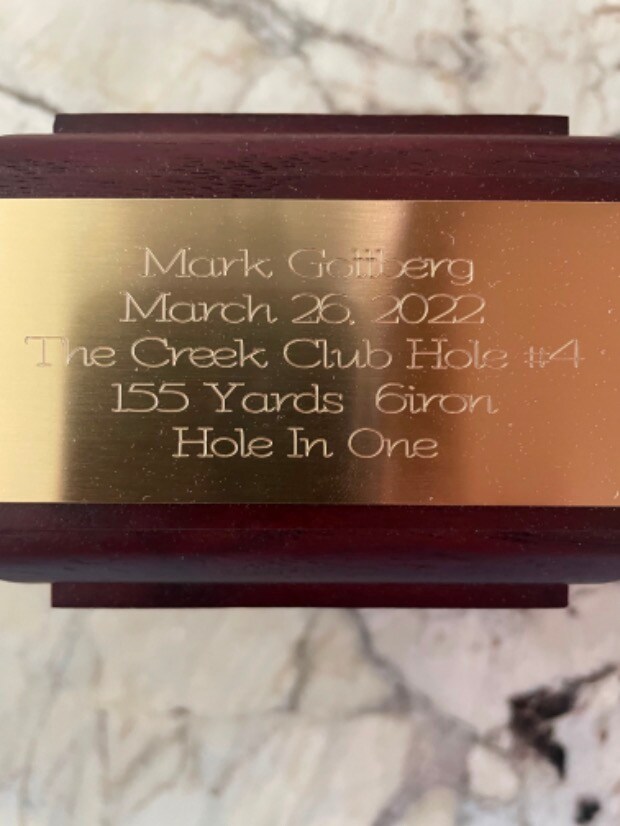 Mark Gottberg
March 26, 2022
The Creek Club Hole #4
155 Yards 6iron
Hole In One